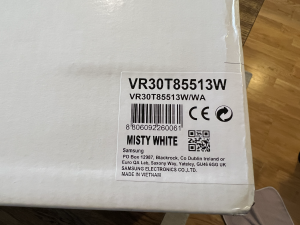 VR30T85513W
VR30T85513W/WA
8 806092 260061
MISTY WHITE
Samsung
PO Box 12987, Blackrock, Co Dublin Ireland or
Euro QA Lab, Saxony Way, Yateley, GU46 6GG UK
SAMSUNG ELECTRONICS CO.,LTD.
MADE IN VIETNAM